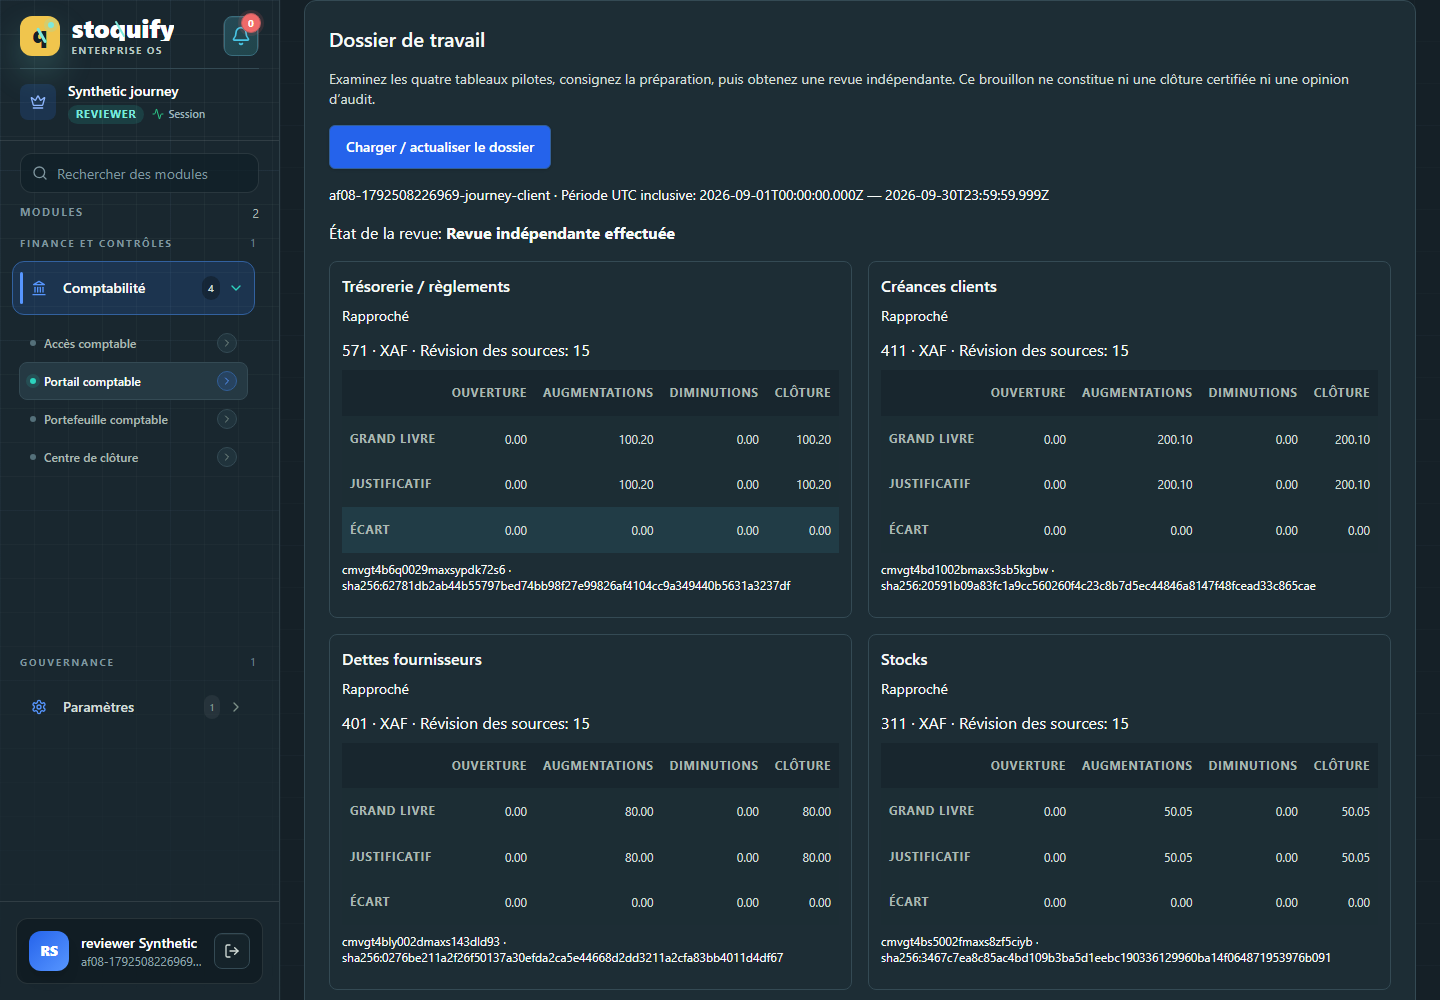 stoquify
ENTERPRISE OS
0
Synthetic journey
REVIEWER
Session
Rechercher des modules
MODULES 2
FINANCE ET CONTRÔLES 1
Comptabilité 4
Accès comptable
Portail comptable
Portefeuille comptable
Centre de clôture
GOUVERNANCE 1
Paramètres 1
RS
reviewer Synthetic
af08-1792508226969...
Dossier de travail
Examinez les quatre tableaux pilotes, consignez la préparation, puis obtenez une revue indépendante. Ce brouillon ne constitue ni une clôture certifiée ni une opinion
d’audit.
Charger / actualiser le dossier
af08-1792508226969-journey-client · Période UTC inclusive: 2026-09-01T00:00:00.000Z — 2026-09-30T23:59:59.999Z
État de la revue: Revue indépendante effectuée
Trésorerie / règlements
Rapproché
571 · XAF · Révision des sources: 15
OUVERTURE AUGMENTATIONS DIMINUTIONS CLÔTURE
GRAND LIVRE 0.00 100.20 0.00 100.20
JUSTIFICATIF 0.00 100.20 0.00 100.20
ÉCART 0.00 0.00 0.00 0.00
cmvgt4b6q0029maxsypdk72s6 ·
sha256:62781db2ab44b55797bed74bb98f27e99826af4104cc9a349440b5631a3237df
Créances clients
Rapproché
411 · XAF · Révision des sources: 15
OUVERTURE AUGMENTATIONS DIMINUTIONS CLÔTURE
GRAND LIVRE 0.00 200.10 0.00 200.10
JUSTIFICATIF 0.00 200.10 0.00 200.10
ÉCART 0.00 0.00 0.00 0.00
cmvgt4bd1002bmaxs3sb5kgbw ·
sha256:20591b09a83fc1a9cc560260f4c23c8b7d5ec44846a8147f48fcead33c865cae
Dettes fournisseurs
Rapproché
401 · XAF · Révision des sources: 15
OUVERTURE AUGMENTATIONS DIMINUTIONS CLÔTURE
GRAND LIVRE 0.00 80.00 0.00 80.00
JUSTIFICATIF 0.00 80.00 0.00 80.00
ÉCART 0.00 0.00 0.00 0.00
cmvgt4bly002dmaxs143dld93 ·
sha256:0276be211a2f26f50137a30efda2ca5e44668d2dd3211a2cfa83bb4011d4df67
Stocks
Rapproché
311 · XAF · Révision des sources: 15
OUVERTURE AUGMENTATIONS DIMINUTIONS CLÔTURE
GRAND LIVRE 0.00 50.05 0.00 50.05
JUSTIFICATIF 0.00 50.05 0.00 50.05
ÉCART 0.00 0.00 0.00 0.00
cmvgt4bs5002fmaxs8zf5ciyb ·
sha256:3467c7ea8c85ac4bd109b3ba5d1eebc190336129960ba14f064871953976b091